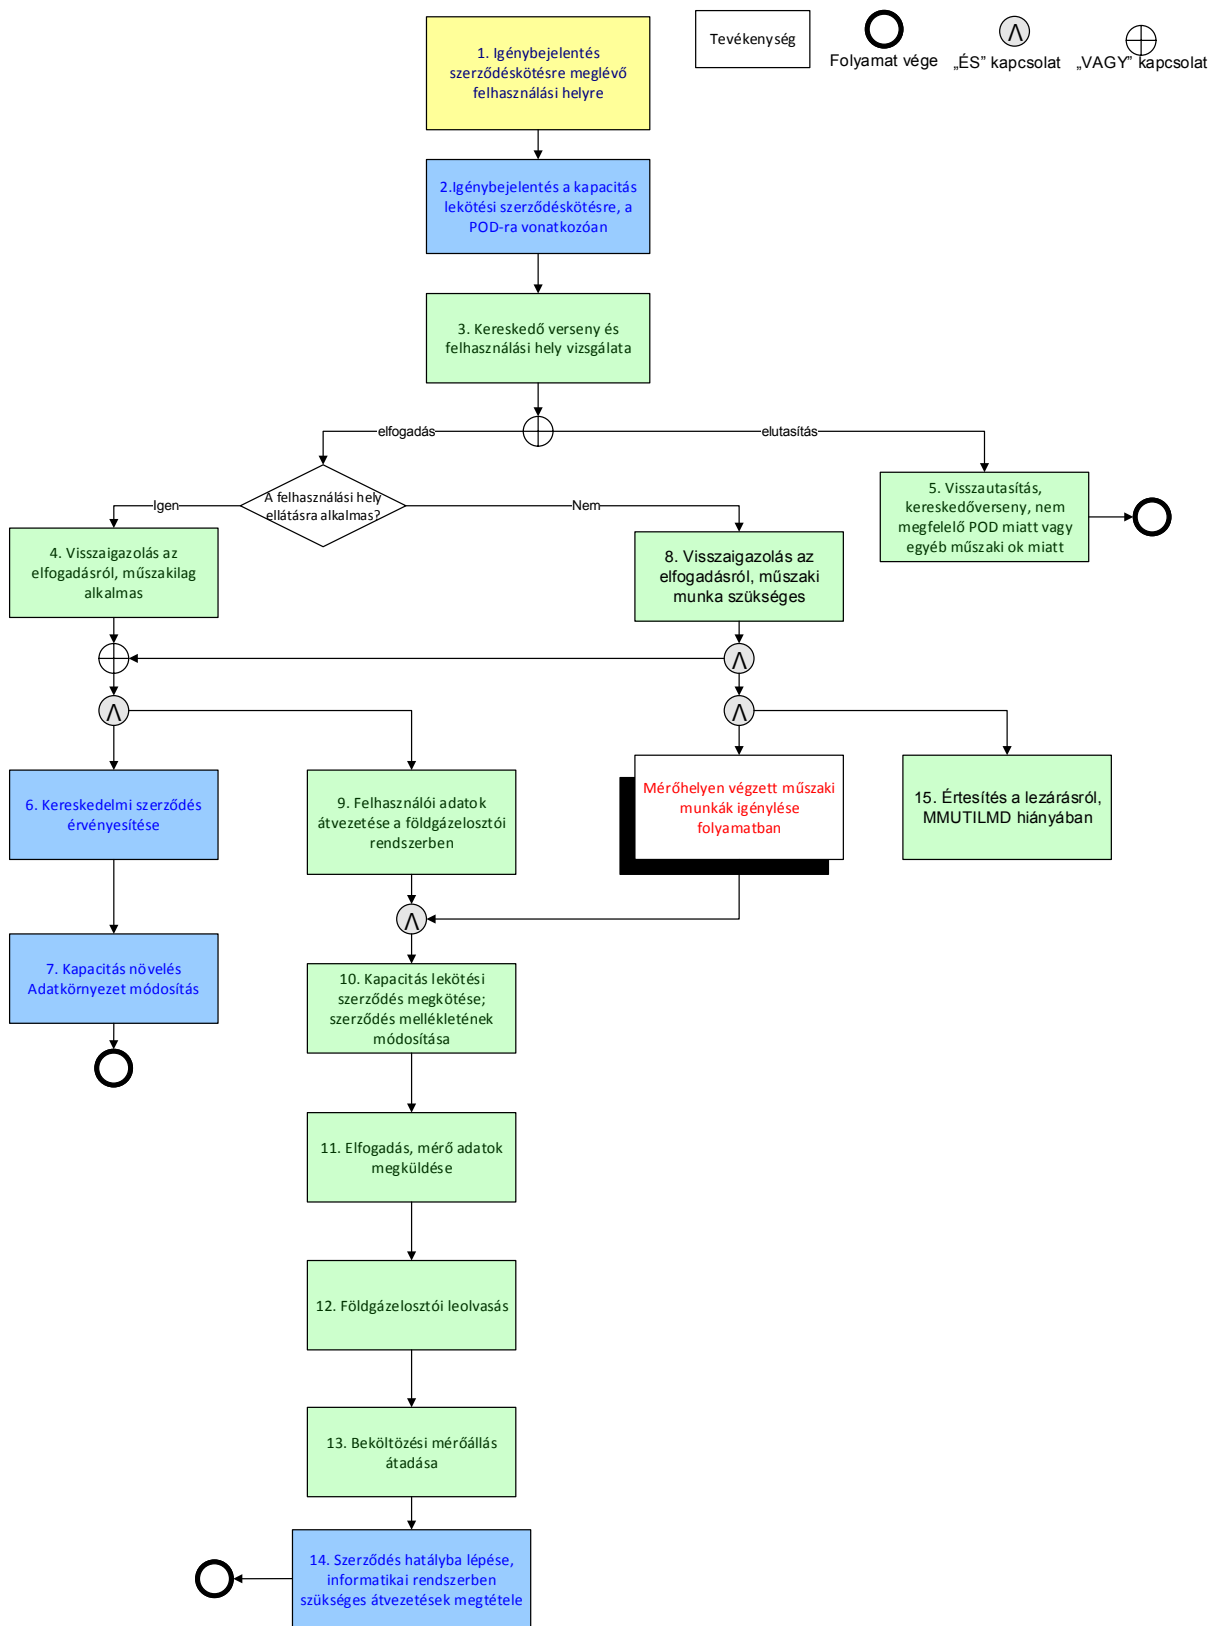 1. Igénybejelentés
szerződéskötésre meglévő
felhasználási helyre
Tevékenység
Folyamat vége
„ÉS” kapcsolat
„VAGY” kapcsolat
2.Igénybejelentés a kapacitás
lekötési szerződéskötésre, a
POD-ra vonatkozóan
3. Kereskedő verseny és
felhasználási hely vizsgálata
elfogadás
elutasítás
A felhasználási hely
ellátásra alkalmas?
Igen
Nem
5. Visszautasítás,
kereskedőverseny, nem
megfelelő POD miatt vagy
egyéb műszaki ok miatt
4. Visszaigazolás az
elfogadásról, műszakilag
alkalmas
8. Visszaigazolás az
elfogadásról, műszaki
munka szükséges
6. Kereskedelmi szerződés
érvényesítése
9. Felhasználói adatok
átvezetése a földgázelosztói
rendszerben
Mérőhelyen végzett műszaki
munkák igénylése
folyamatban
15. Értesítés a lezárásról,
MMUTILMD hiányában
7. Kapacitás növelés
Adatkörnyezet módosítás
10. Kapacitás lekötési
szerződés megkötése;
szerződés mellékletének
módosítása
11. Elfogadás, mérő adatok
megküldése
12. Földgázelosztói leolvasás
13. Beköltözési mérőállás
átadása
14. Szerződés hatályba lépése,
informatikai rendszerben
szükséges átvezetések megtétele